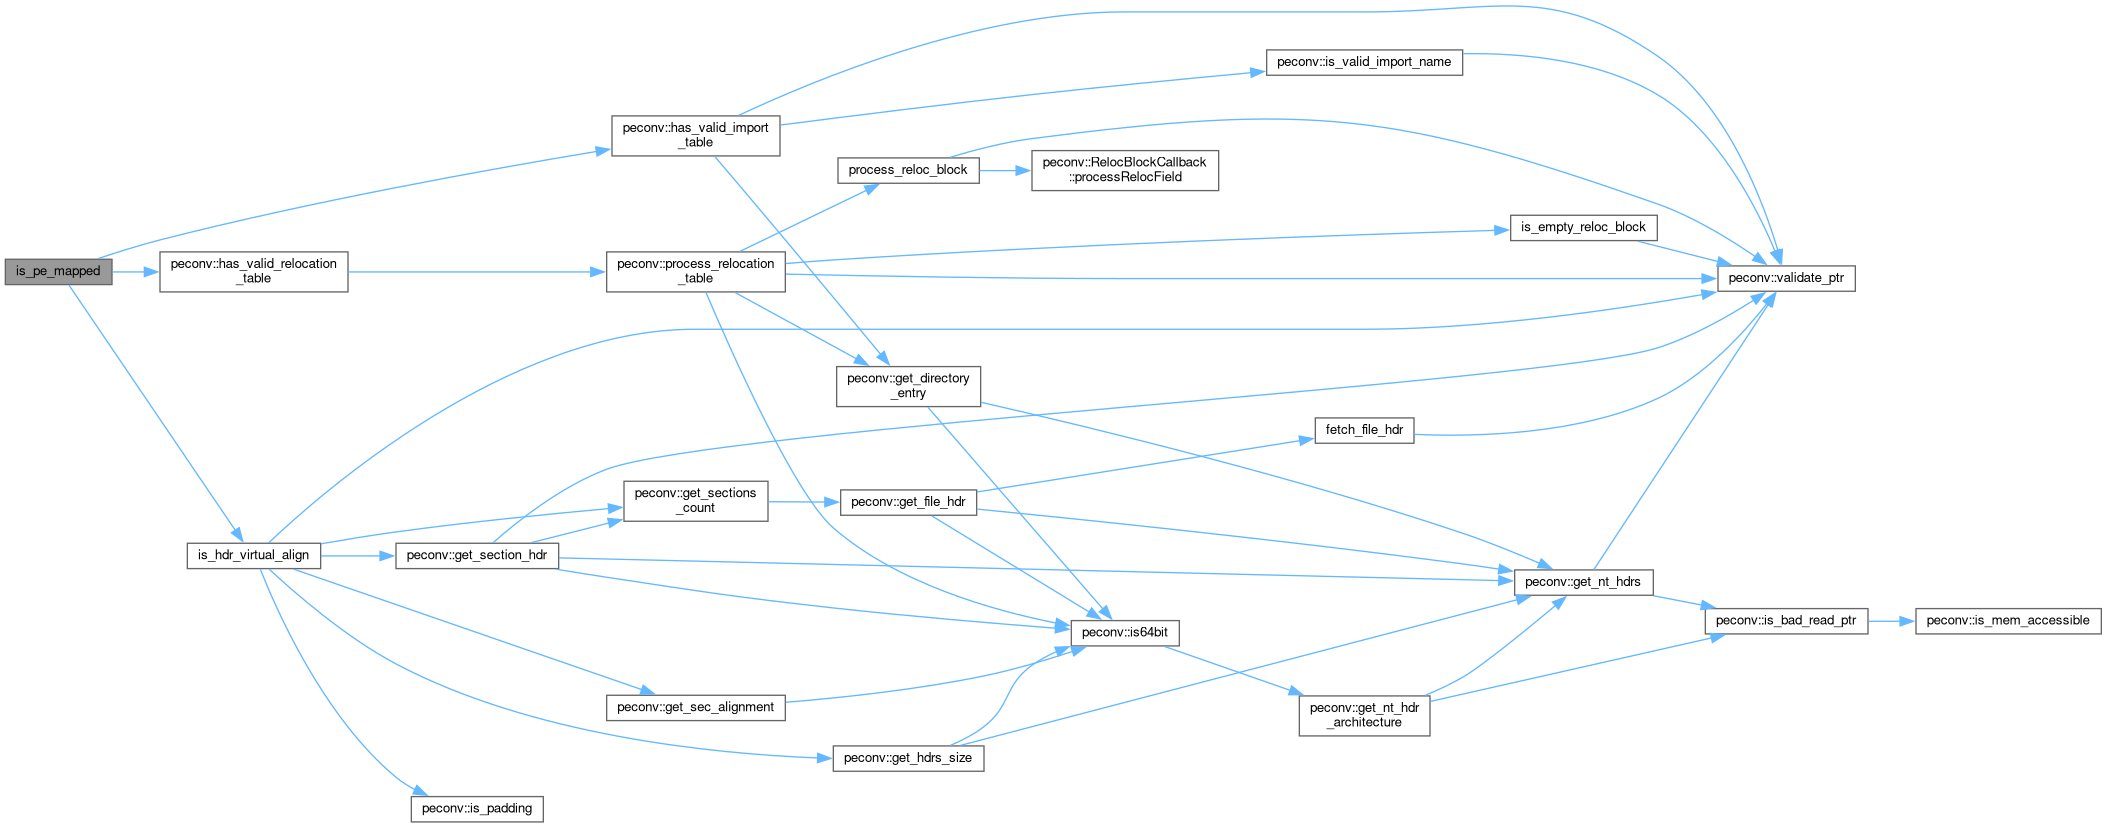 is_pe_mapped
peconv::has_valid_import
_table
peconv::has_valid_relocation
_table
is_hdr_virtual_align
peconv::process_relocation
_table
peconv::get_sections
_count
peconv::get_section_hdr
peconv::get_sec_alignment
peconv::get_hdrs_size
peconv::is_padding
process_reloc_block
peconv::get_directory
_entry
peconv::get_file_hdr
peconv::RelocBlockCallback
::processRelocField
peconv::is64bit
peconv::is_valid_import_name
is_empty_reloc_block
fetch_file_hdr
peconv::get_nt_hdrs
peconv::get_nt_hdr
_architecture
peconv::validate_ptr
peconv::is_bad_read_ptr
peconv::is_mem_accessible